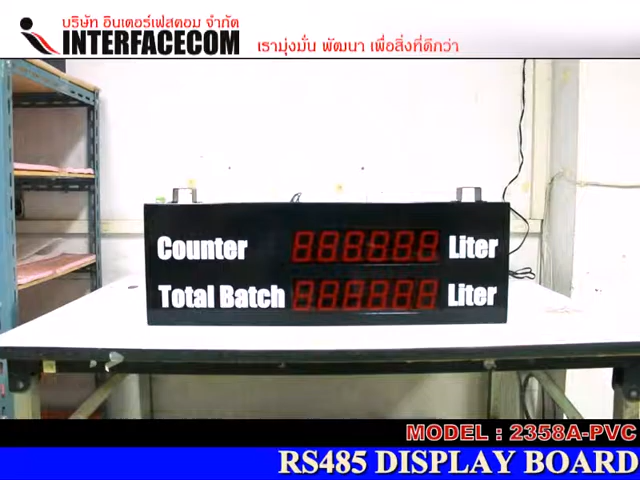 บริษัท อินเตอร์เฟสคอม จำกัด
INTERFACECOM
เรามุ่งมั่น พัฒนา เพื่อสิ่งที่ดีกว่า
Counter 888888 Liter
Total Batch 888888 Liter
MODEL : 2358A-PVC
RS485 DISPLAY BOARD